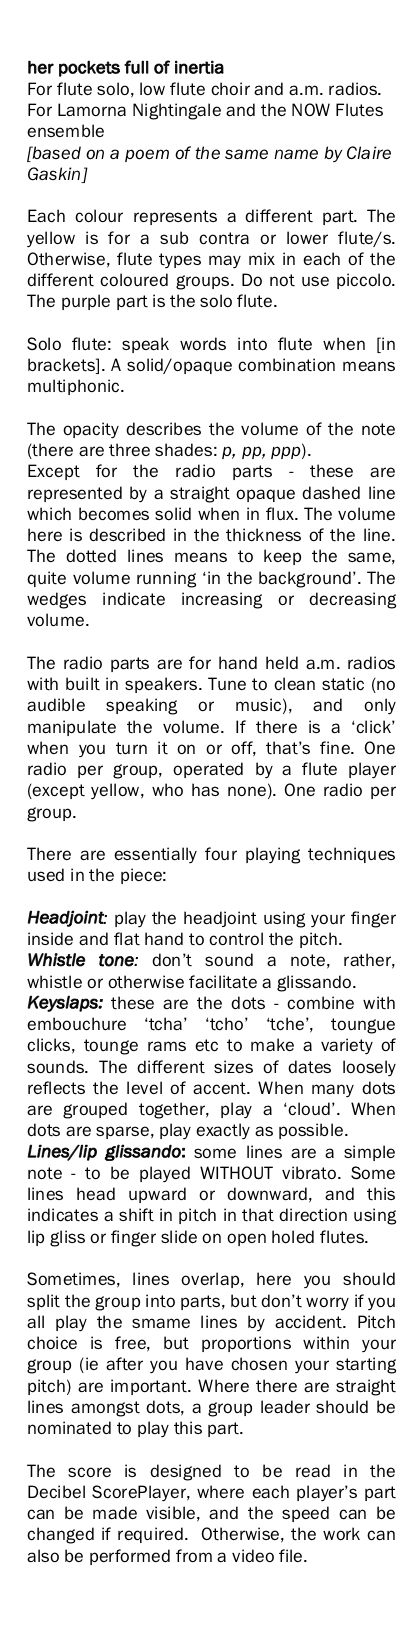 her pockets full of inertia
For flute solo, low flute choir and a.m. radios.
For Lamorna Nightingale and the NOW Flutes
ensemble
[based on a poem of the same name by Claire
Gaskin]
Each colour represents a different part. The
yellow is for a sub contra or lower flute/s.
Otherwise, flute types may mix in each of the
different coloured groups. Do not use piccolo.
The purple part is the solo flute.
Solo flute: speak words into flute when [in
brackets]. A solid/opaque combination means
multiphonic.
The opacity describes the volume of the note
(there are three shades: p, pp, ppp).
Except for the radio parts - these are
represented by a straight opaque dashed line
which becomes solid when in flux. The volume
here is described in the thickness of the line.
The dotted lines means to keep the same,
quite volume running ‘in the background’. The
wedges indicate increasing or decreasing
volume.
The radio parts are for hand held a.m. radios
with built in speakers. Tune to clean static (no
audible speaking or music), and only
manipulate the volume. If there is a ‘click’
when you turn it on or off, that’s fine. One
radio per group, operated by a flute player
(except yellow, who has none). One radio per
group.
There are essentially four playing techniques
used in the piece:
Headjoint: play the headjoint using your finger
inside and flat hand to control the pitch.
Whistle tone: don’t sound a note, rather,
whistle or otherwise facilitate a glissando.
Keyslaps: these are the dots - combine with
embouchure ‘tcha’ ‘tcho’ ‘tche’, toungue
clicks, tounge rams etc to make a variety of
sounds. The different sizes of dates loosely
reflects the level of accent. When many dots
are grouped together, play a ‘cloud’. When
dots are sparse, play exactly as possible.
Lines/lip glissando: some lines are a simple
note - to be played WITHOUT vibrato. Some
lines head upward or downward, and this
indicates a shift in pitch in that direction using
lip gliss or finger slide on open holed flutes.
Sometimes, lines overlap, here you should
split the group into parts, but don’t worry if you
all play the smame lines by accident. Pitch
choice is free, but proportions within your
group (ie after you have chosen your starting
pitch) are important. Where there are straight
lines amongst dots, a group leader should be
nominated to play this part.
The score is designed to be read in the
Decibel ScorePlayer, where each player’s part
can be made visible, and the speed can be
changed if required. Otherwise, the work can
also be performed from a video file.